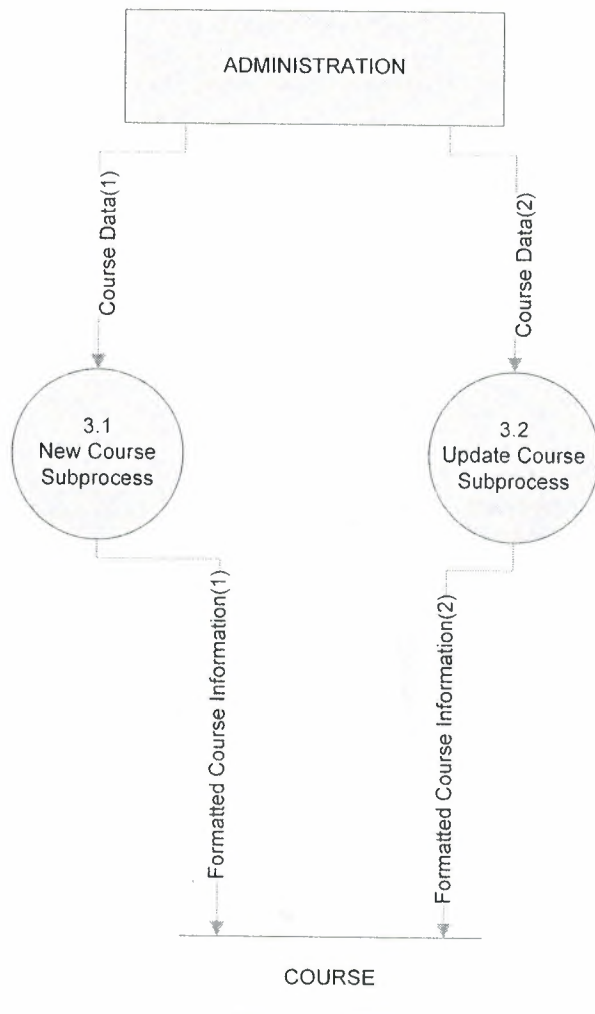 ADMINISTRATION
Course Data(1)
Course Data(2)
3.1
New Course
Subprocess
3.2
Update Course
Subprocess
Formatted Course Information(1)
Formatted Course Information(2)
COURSE